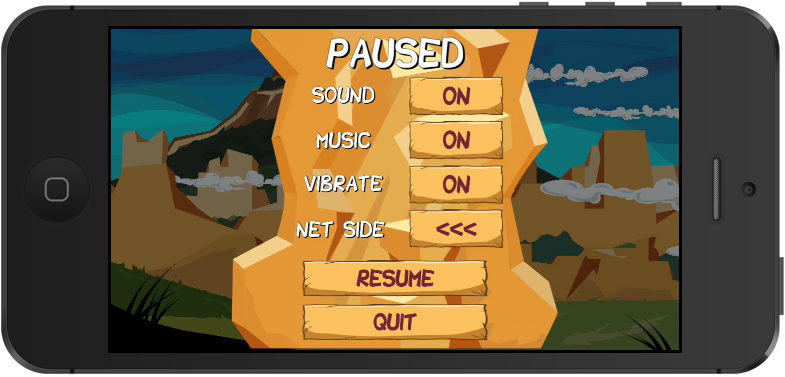 PAUSED
SOUND ON
MUSIC ON
VIBRATE ON
NET SIDE <<<
RESUME
QUIT